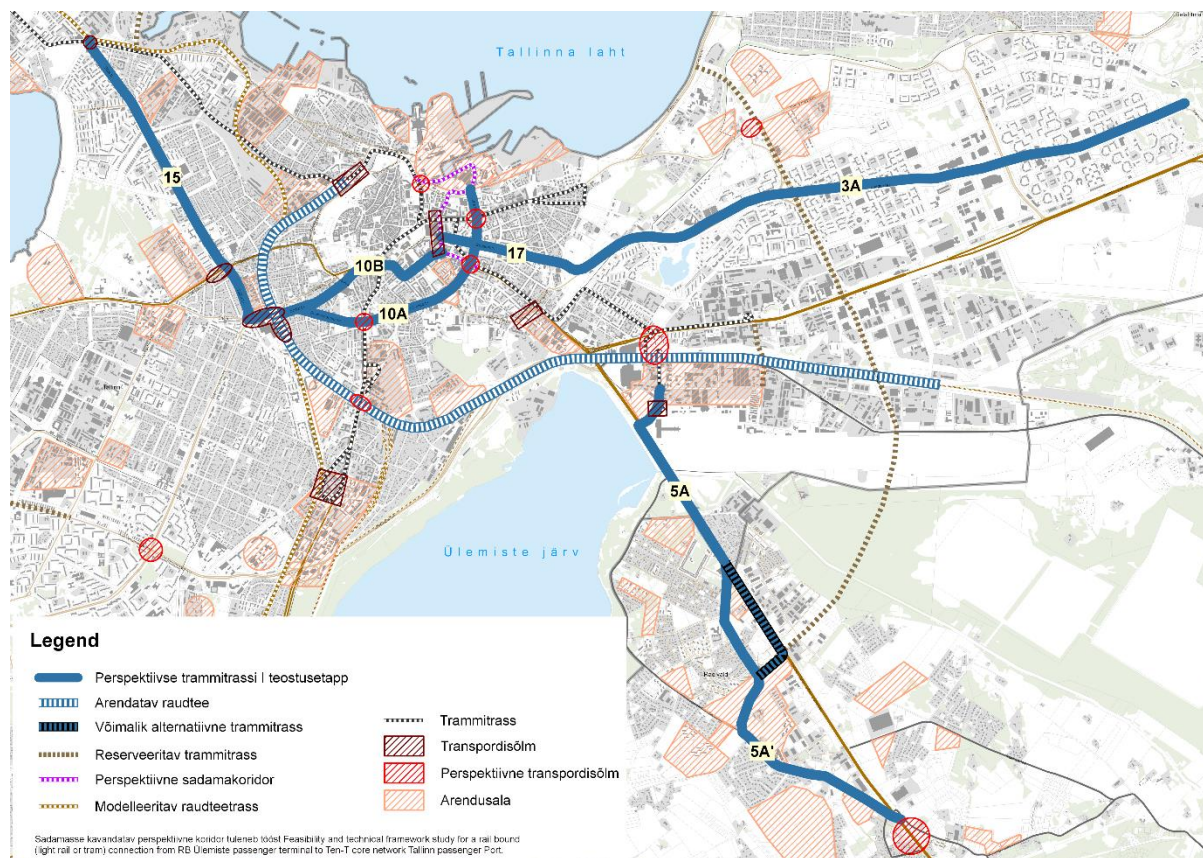 Tallinna laht
15
3A
17
10B
10A
5A
Ülemiste järv
5A'
Legend
Perspektiivse trammitrassi I teostusetapp
Arendatav raudtee
Võimalik alternatiivne trammitrass
Reserveeritav trammitrass
Perspektiivne sadamakoridor
Modelleeritav raudteetrass
Trammitrass
Transpordisõlm
Perspektiivne transpordisõlm
Arendusala
Sadamasse kavandatav perspektiivne koridor tuleneb tööst Feasibility and technical framework study for a rail bound
(light rail or tram) connection from RB Ülemiste passenger terminal to Ten-T core network Tallinn passenger Port.